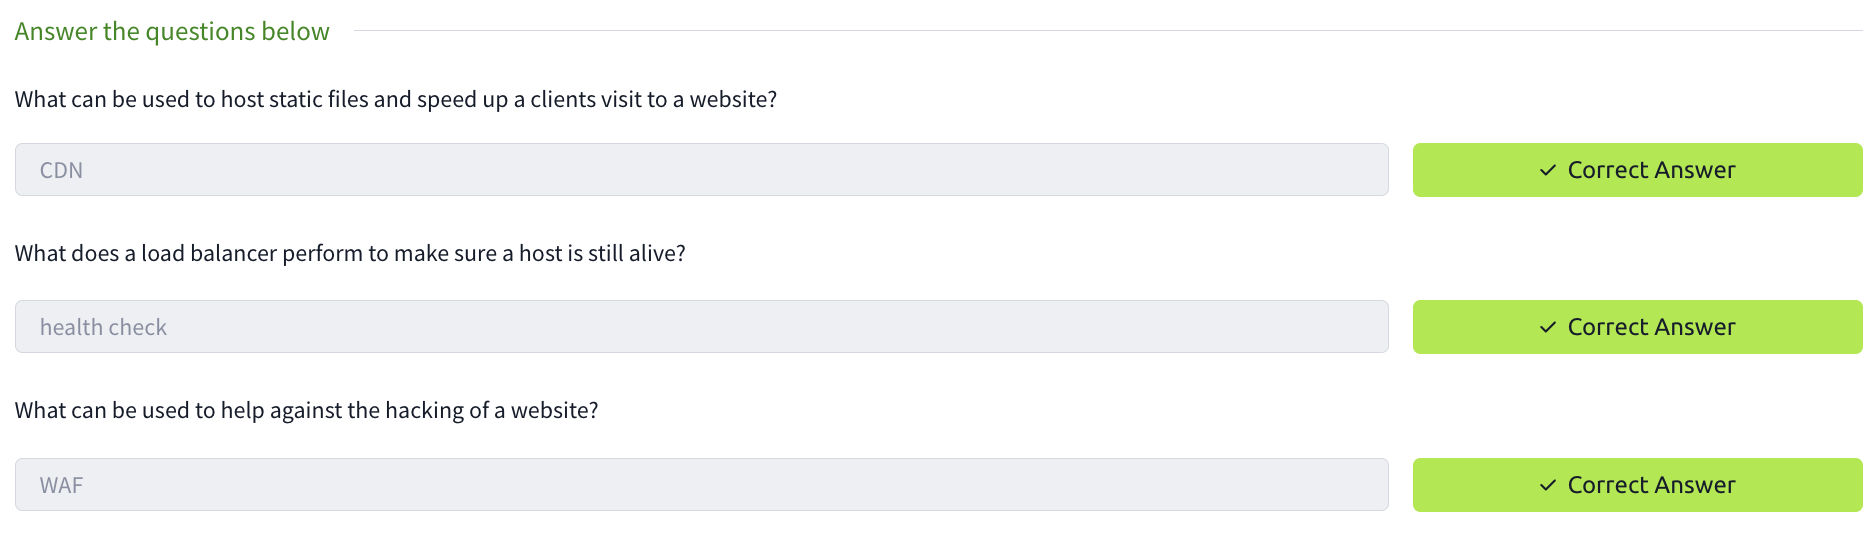 Answer the questions below
What can be used to host static files and speed up a clients visit to a website?
CDN
Correct Answer
What does a load balancer perform to make sure a host is still alive?
health check
Correct Answer
What can be used to help against the hacking of a website?
WAF
Correct Answer